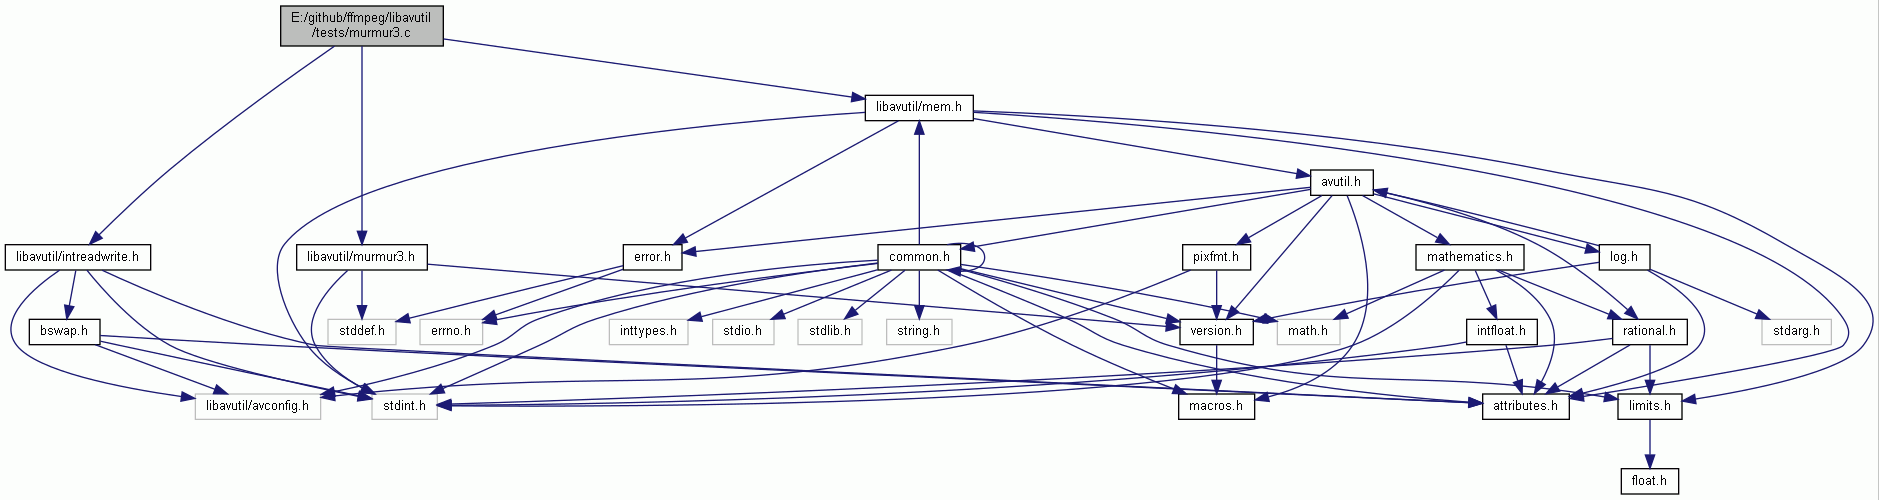 E:/github/ffmpeg/libavutil
/tests/murmur3.c
libavutil/mem.h
avutil.h
libavutil/intreadwrite.h
libavutil/murmur3.h
error.h
common.h
pixfmt.h
mathematics.h
log.h
bswap.h
stddef.h
errno.h
inttypes.h
stdio.h
stdlib.h
string.h
version.h
math.h
intfloat.h
rational.h
stdarg.h
libavutil/avconfig.h
stdint.h
macros.h
attributes.h
limits.h
float.h